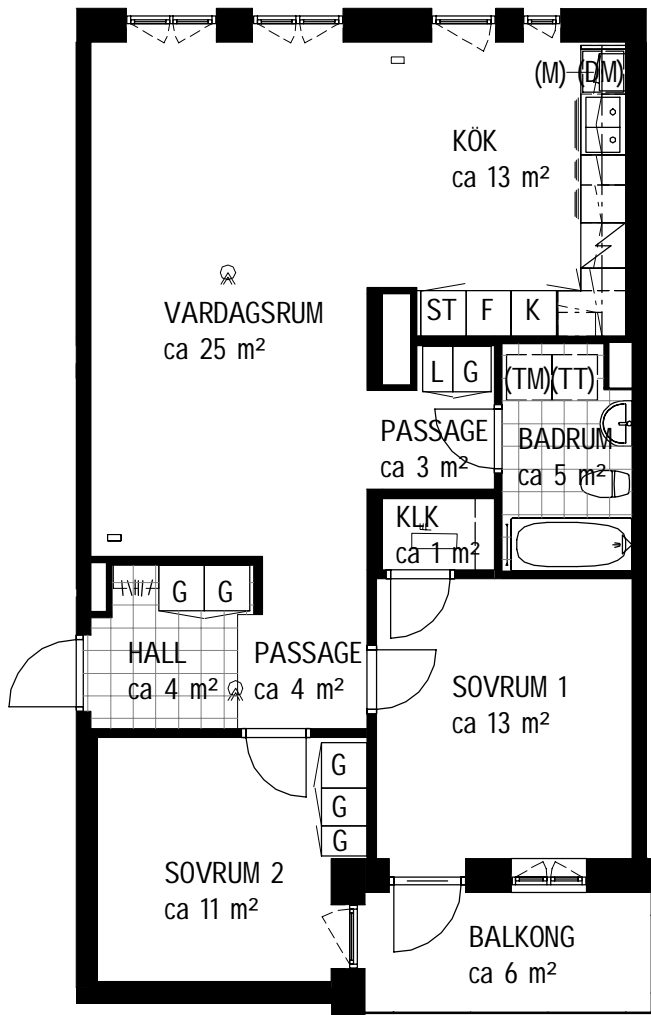 (M) (DM)
KÖK
ca 13 m²
VARDAGSRUM
ca 25 m²
ST F K
L G
(TM) (TT)
PASSAGE
ca 3 m²
BADRUM
ca 5 m²
KLK
ca 1 m²
G G
HALL
ca 4 m²
PASSAGE
ca 4 m²
SOVRUM 1
ca 13 m²
G
G
G
SOVRUM 2
ca 11 m²
BALKONG
ca 6 m²